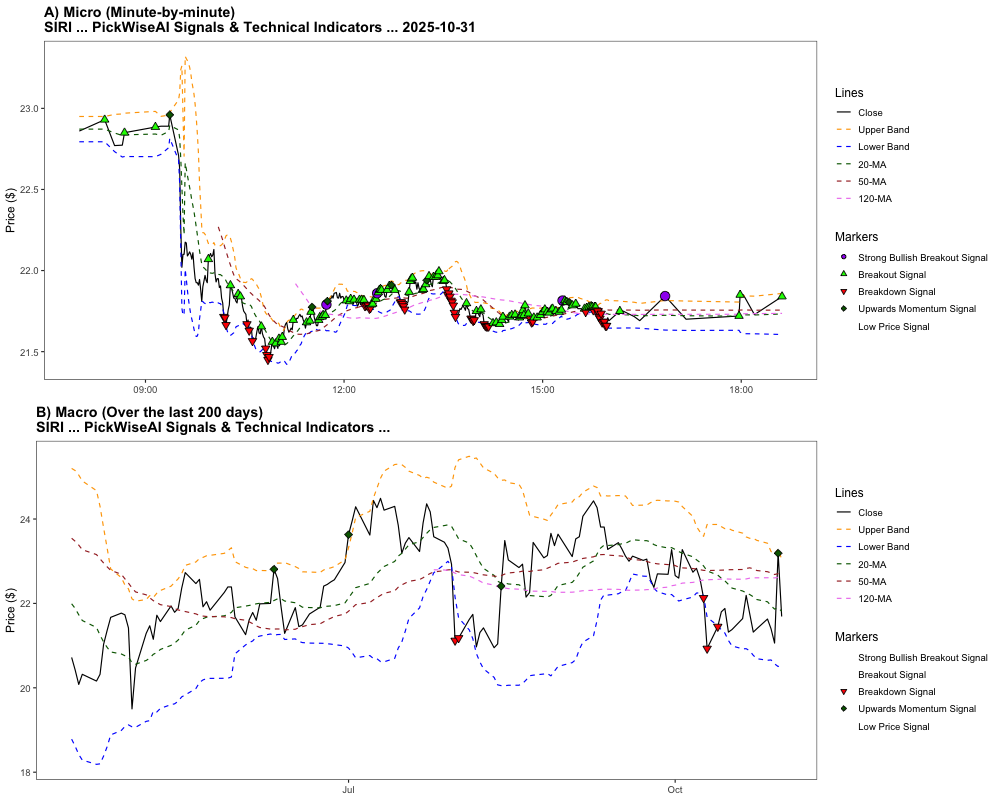 A) Micro (Minute-by-minute)
SIRI ... PickWiseAI Signals & Technical Indicators ... 2025-10-31
Price ($)
23.0
22.5
22.0
21.5
09:00
12:00
15:00
18:00
Lines
Close
Upper Band
Lower Band
20-MA
50-MA
120-MA
Markers
Strong Bullish Breakout Signal
Breakout Signal
Breakdown Signal
Upwards Momentum Signal
Low Price Signal
B) Macro (Over the last 200 days)
SIRI ... PickWiseAI Signals & Technical Indicators ...
Price ($)
24
22
20
18
Jul
Oct
Lines
Close
Upper Band
Lower Band
20-MA
50-MA
120-MA
Markers
Strong Bullish Breakout Signal
Breakout Signal
Breakdown Signal
Upwards Momentum Signal
Low Price Signal